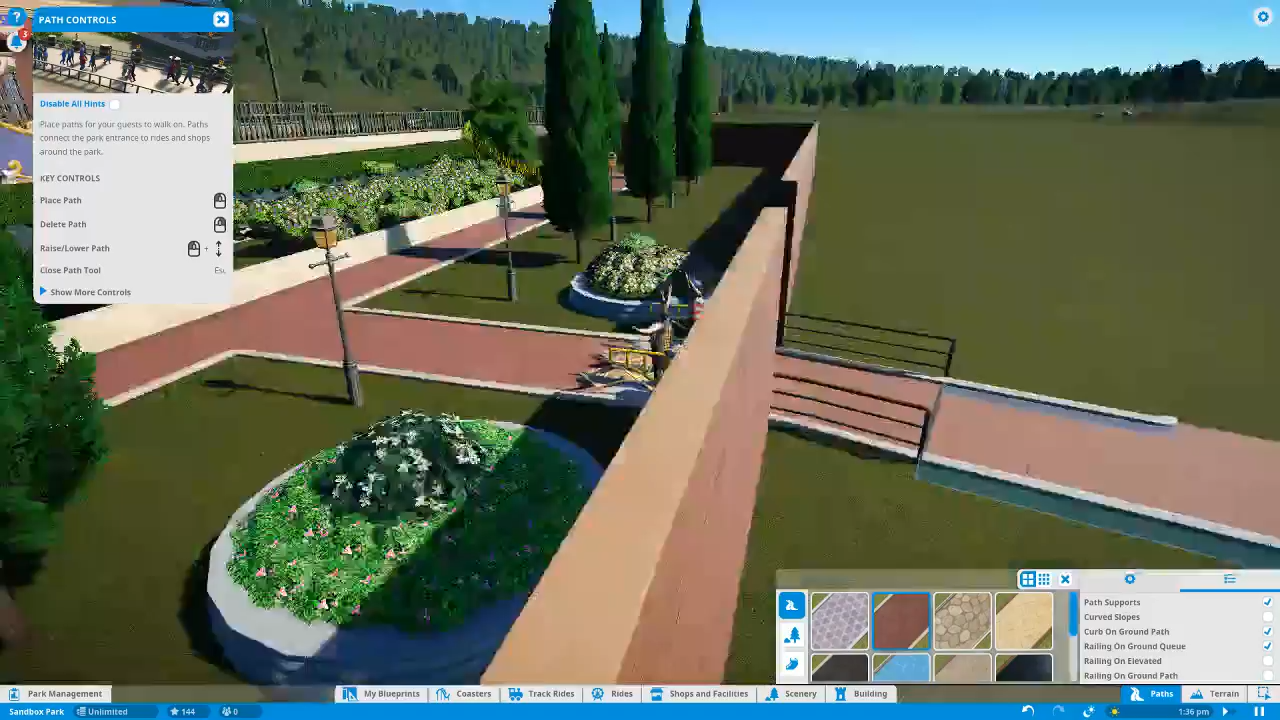 PATH CONTROLS
3
Disable All Hints
Place paths for your guests to walk on. Paths
connect the park entrance to rides and shops
around the park.
KEY CONTROLS
Place Path
Delete Path
Raise/Lower Path
+
Close Path Tool
Esc
Show More Controls
Path Supports
Curved Slopes
Curb On Ground Path
Railing On Ground Queue
Railing On Elevated
Railing On Ground Path
Park Management
My Blueprints
Coasters
Track Rides
Rides
Shops and Facilities
Scenery
Building
Paths
Terrain
Sandbox Park
Unlimited
144
0
1:36 pm